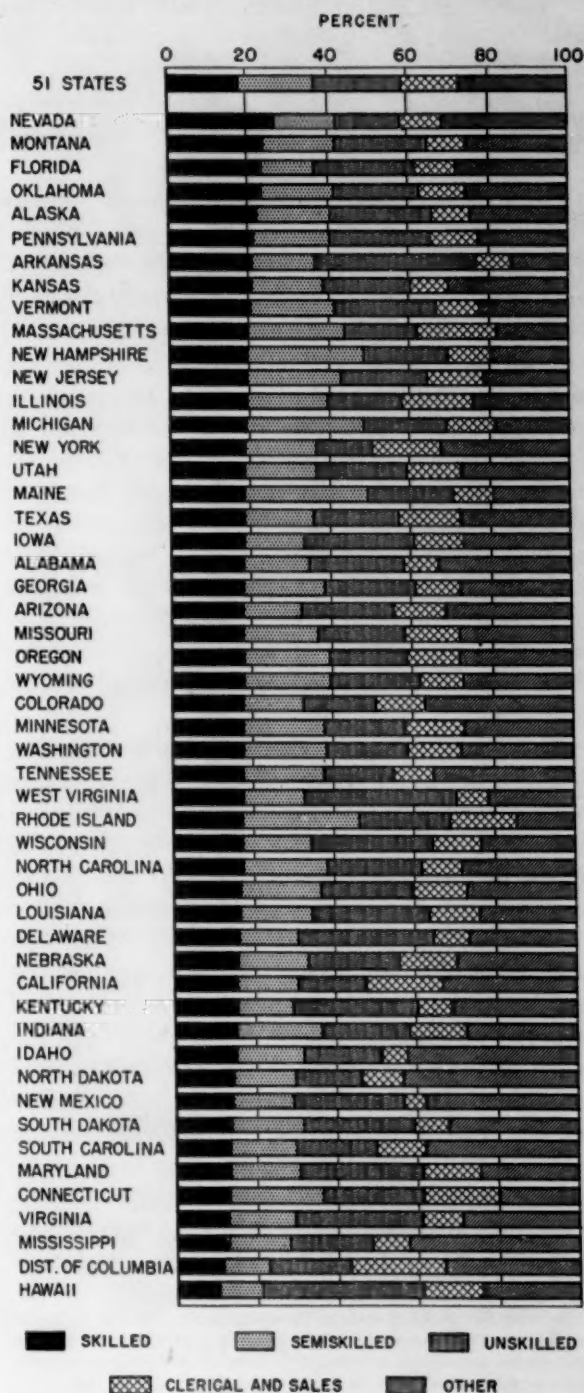 PERCENT
0 20 40 60 80 100
51 STATES
NEVADA
MONTANA
FLORIDA
OKLAHOMA
ALASKA
PENNSYLVANIA
ARKANSAS
KANSAS
VERMONT
MASSACHUSETTS
NEW HAMPSHIRE
NEW JERSEY
ILLINOIS
MICHIGAN
NEW YORK
UTAH
MAINE
TEXAS
IOWA
ALABAMA
GEORGIA
ARIZONA
MISSOURI
OREGON
WYOMING
COLORADO
MINNESOTA
WASHINGTON
TENNESSEE
WEST VIRGINIA
RHODE ISLAND
WISCONSIN
NORTH CAROLINA
OHIO
LOUISIANA
DELAWARE
NEBRASKA
CALIFORNIA
KENTUCKY
INDIANA
IDAHO
NORTH DAKOTA
NEW MEXICO
SOUTH DAKOTA
SOUTH CAROLINA
MARYLAND
CONNECTICUT
VIRGINIA
MISSISSIPPI
DIST. OF COLUMBIA
HAWAII
SKILLED SEMISKILLED UNSKILLED
CLERICAL AND SALES OTHER